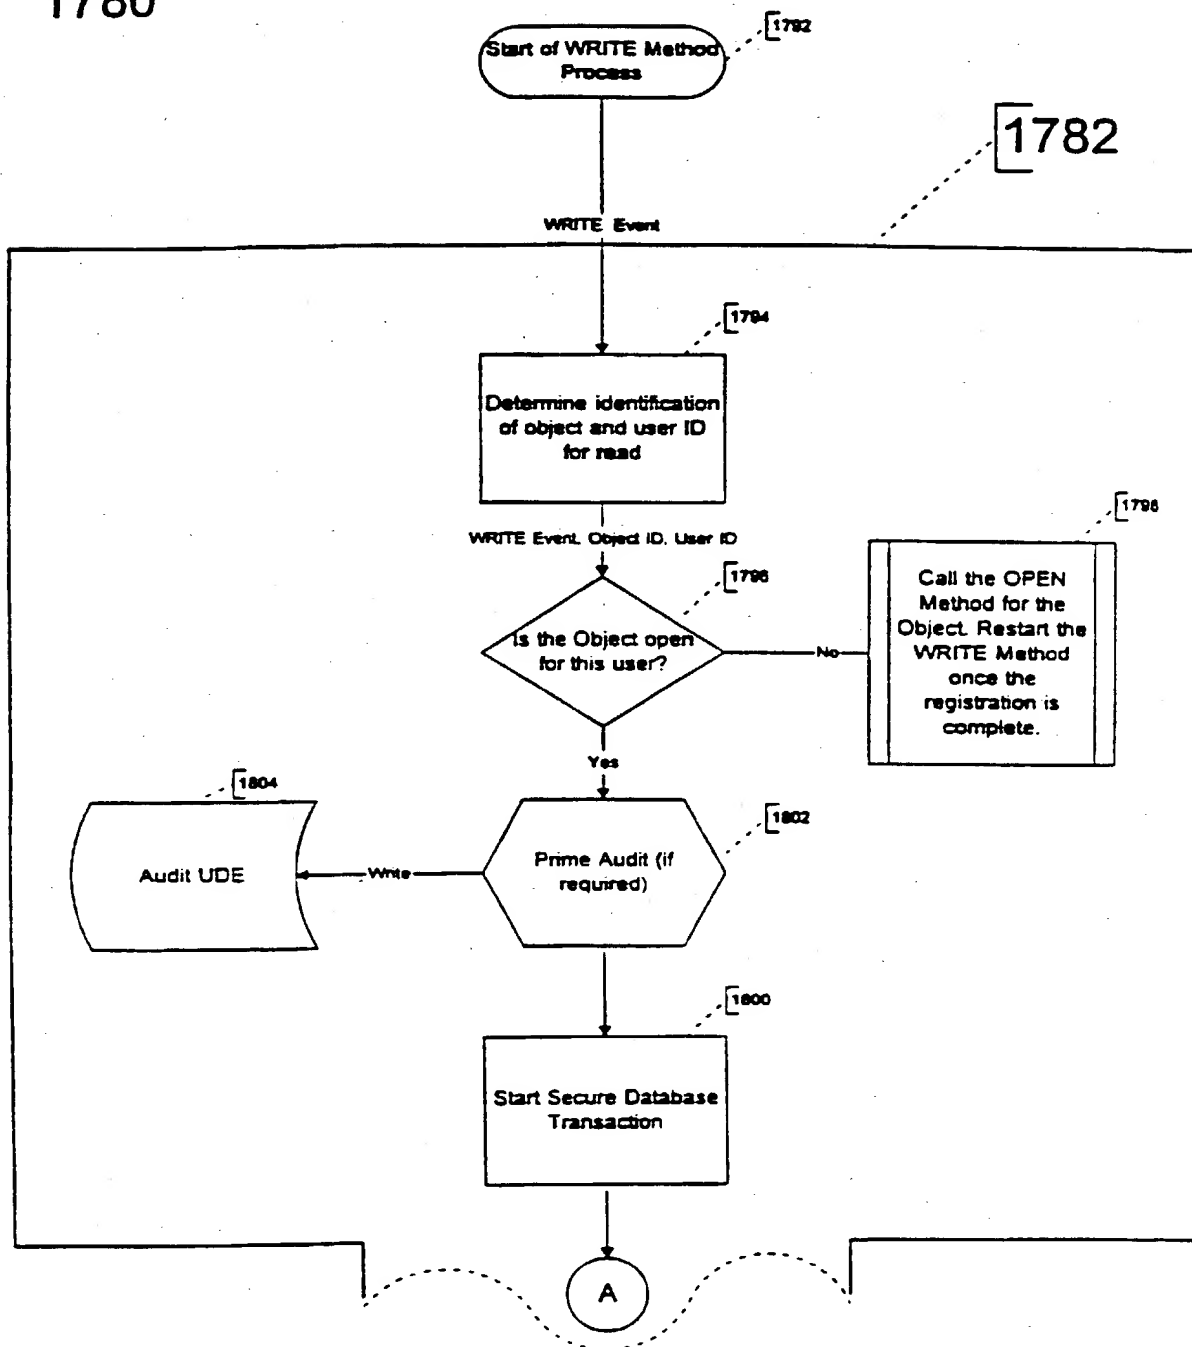 1780
Start of WRITE Method
Process
1792
1782
WRITE Event
1794
Determine identification
of object and user ID
for read
WRITE Event, Object ID, User ID
1796
Is the Object open
for this user?
No
1798
Call the OPEN
Method for the
Object. Restart the
WRITE Method
once the
registration is
complete.
Yes
1804
Audit UDE
Write
1802
Prime Audit (if
required)
1800
Start Secure Database
Transaction
A